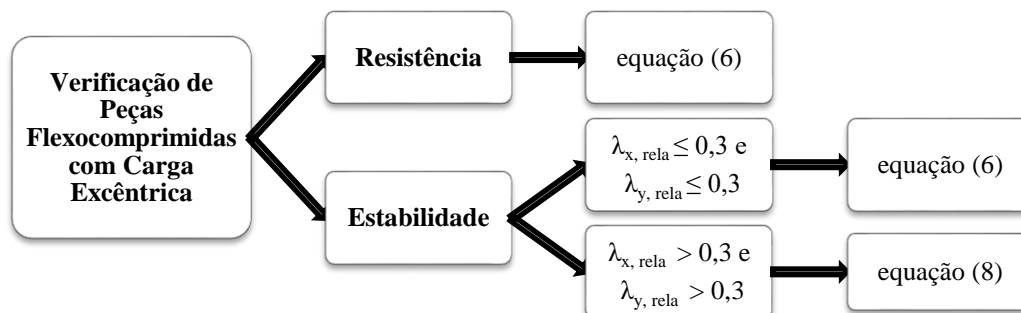 Verificação de
Peças
Flexocomprimidas
com Carga
Excêntrica
Resistência
equação (6)
Estabilidade
λx, rela ≤ 0,3 e
λy, rela ≤ 0,3
equação (6)
λx, rela > 0,3 e
λy, rela > 0,3
equação (8)